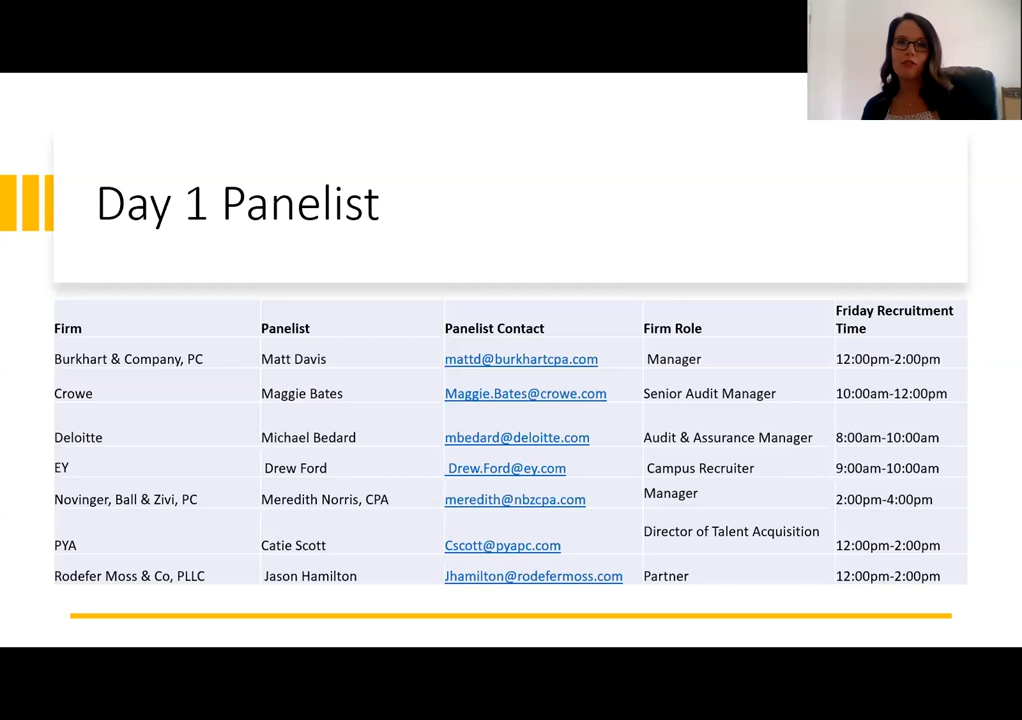 Day 1 Panelist
Firm Panelist Panelist Contact Firm Role Friday Recruitment Time
Burkhart & Company, PC Matt Davis mattd@burkhartcpa.com Manager 12:00pm-2:00pm
Crowe Maggie Bates Maggie.Bates@crowe.com Senior Audit Manager 10:00am-12:00pm
Deloitte Michael Bedard mbedard@deloitte.com Audit & Assurance Manager 8:00am-10:00am
EY Drew Ford Drew.Ford@ey.com Campus Recruiter 9:00am-10:00am
Novinger, Ball & Zivi, PC Meredith Norris, CPA meredith@nbzcpa.com Manager 2:00pm-4:00pm
PYA Catie Scott Cscott@pyapc.com Director of Talent Acquisition 12:00pm-2:00pm
Rodefer Moss & Co, PLLC Jason Hamilton Jhamilton@rodefermoss.com Partner 12:00pm-2:00pm